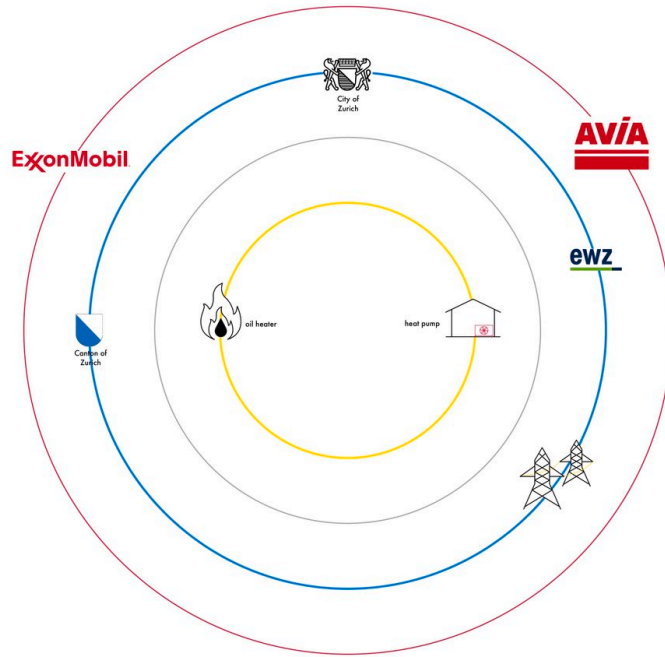 City of
Zurich
AVIA
ExxonMobil
ewz
oil heater
heat pump
Canton of
Zurich